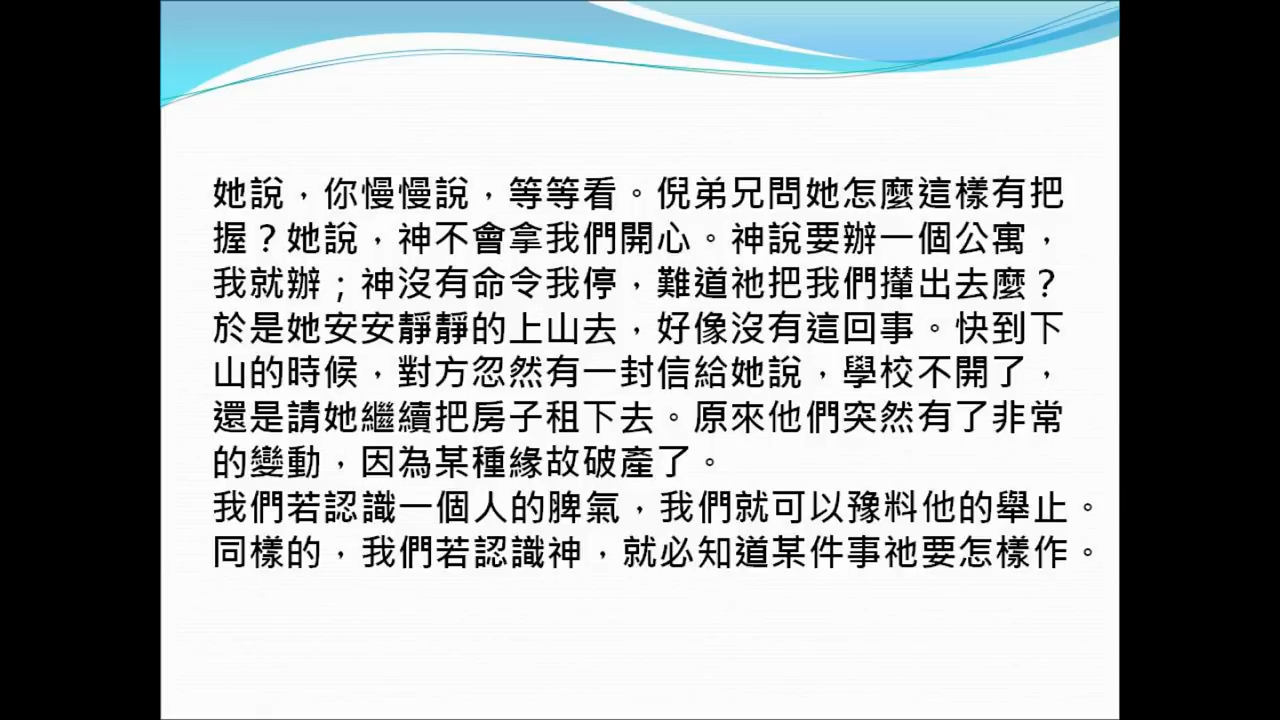 她說，你慢慢說，等等看。倪弟兄問她怎麼這樣有把
握？她說，神不會拿我們開心。神說要辦一個公寓，
我就辦；神沒有命令我停，難道祂把我們攆出去麼？
於是她安安靜靜的上山去，好像沒有這回事。快到下
山的時候，對方忽然有一封信給她說，學校不開了，
還是請她繼續把房子租下去。原來他們突然有了非常
的變動，因為某種緣故破產了。
我們若認識一個人的脾氣，我們就可以豫料他的舉止。
同樣的，我們若認識神，就必知道某件事祂要怎樣作。